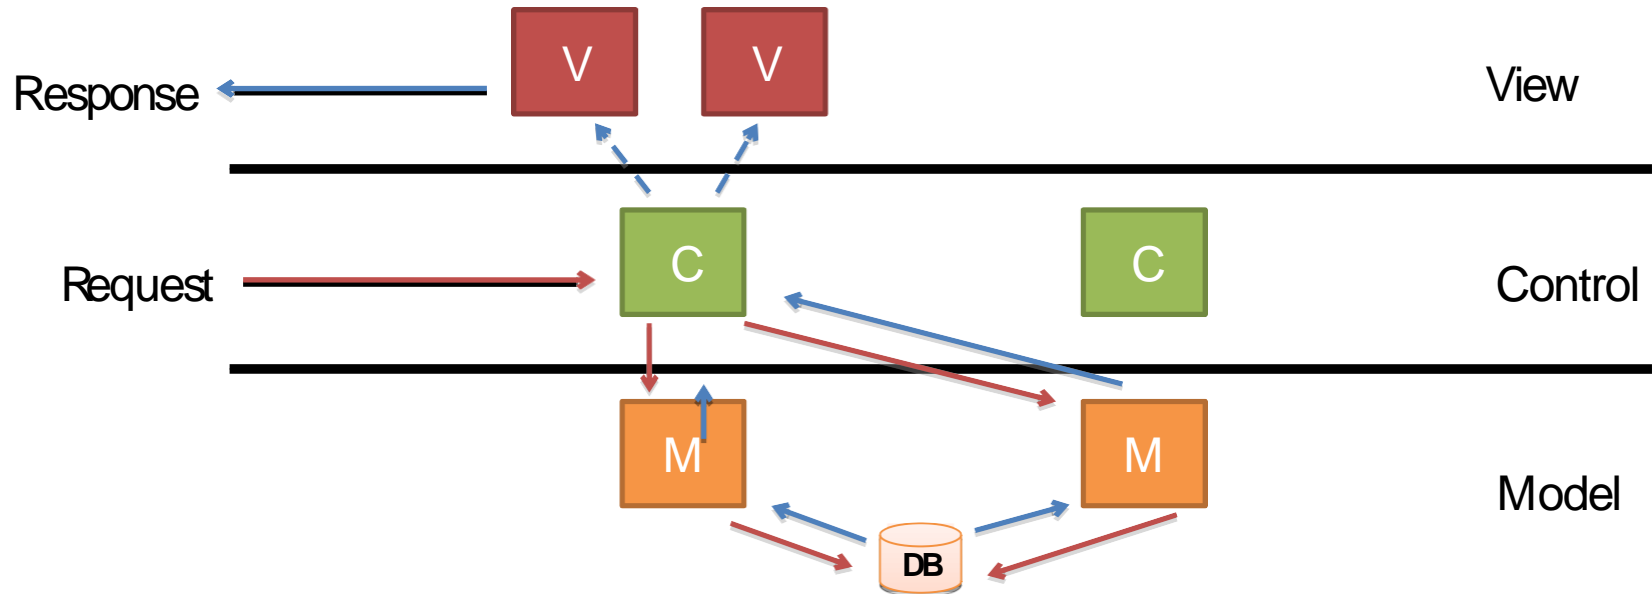 V V
Response View
Request C C Control
M M Model
DB